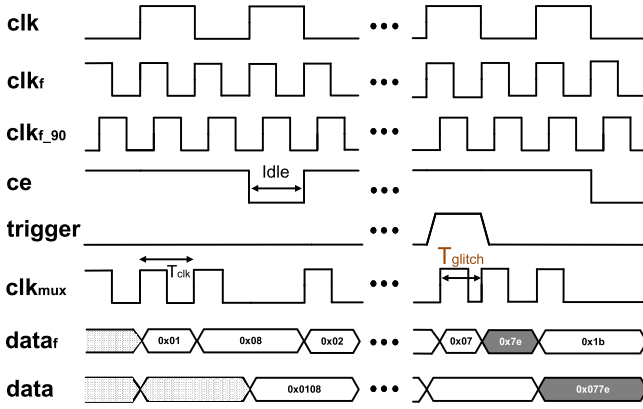 clk
clkf
clkf_90
ce Idle
trigger
Tclk Tglitch
clkmux
dataf 0x01 0x08 0x02 0x07 0x7e 0x1b
data 0x0108 0x077e